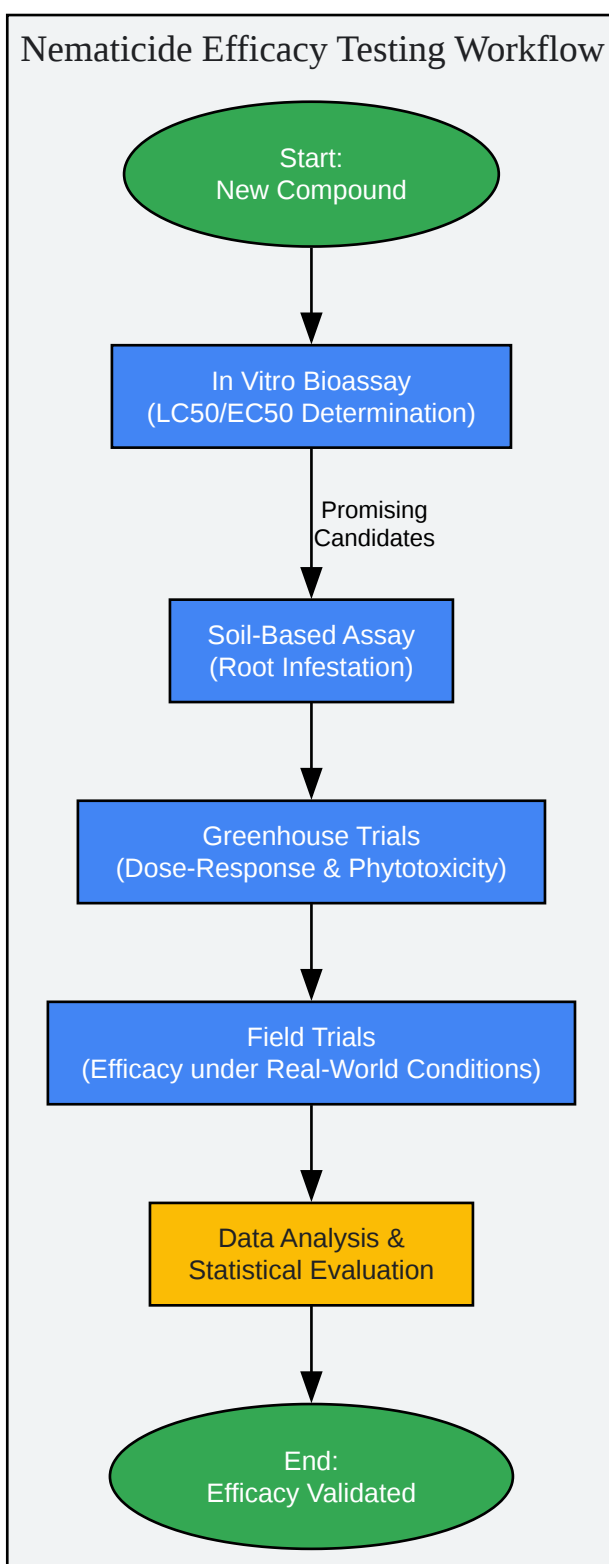 Nematicide Efficacy Testing Workflow
Start:
New Compound
In Vitro Bioassay
(LC50/EC50 Determination)
Promising
Candidates
Soil-Based Assay
(Root Infestation)
Greenhouse Trials
(Dose-Response & Phytotoxicity)
Field Trials
(Efficacy under Real-World Conditions)
Data Analysis &
Statistical Evaluation
End:
Efficacy Validated